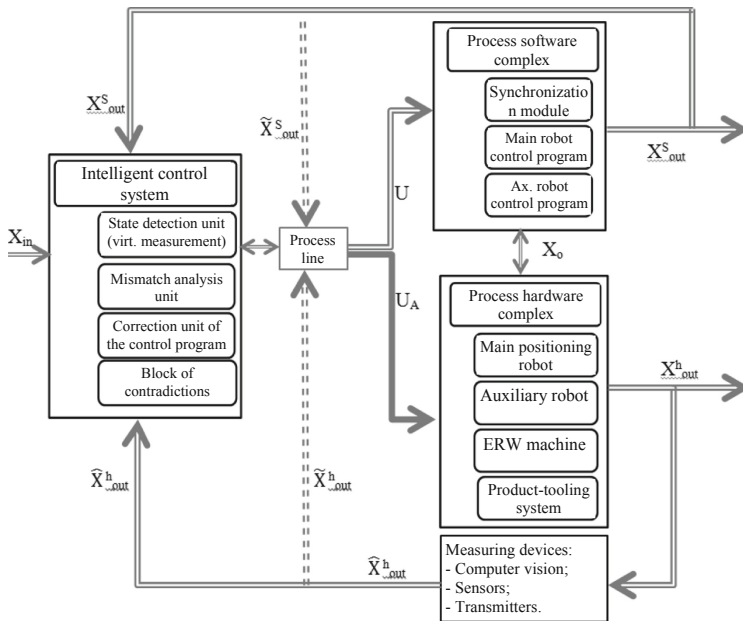 Process software
complex
Synchronizatio
n module
Main robot
control program
Ax. robot
control program
X^S_out
X^S_out
X̃^S_out
Intelligent control
system
State detection unit
(virt. measurement)
Mismatch analysis
unit
Correction unit of
the control program
Block of
contradictions
X_in
Process
line
U
U_A
X_o
Process hardware
complex
Main positioning
robot
Auxiliary robot
ERW machine
Product-tooling
system
X^h_out
X̂^h_out
X̃^h_out
X̂^h_out
Measuring devices:
- Computer vision;
- Sensors;
- Transmitters.